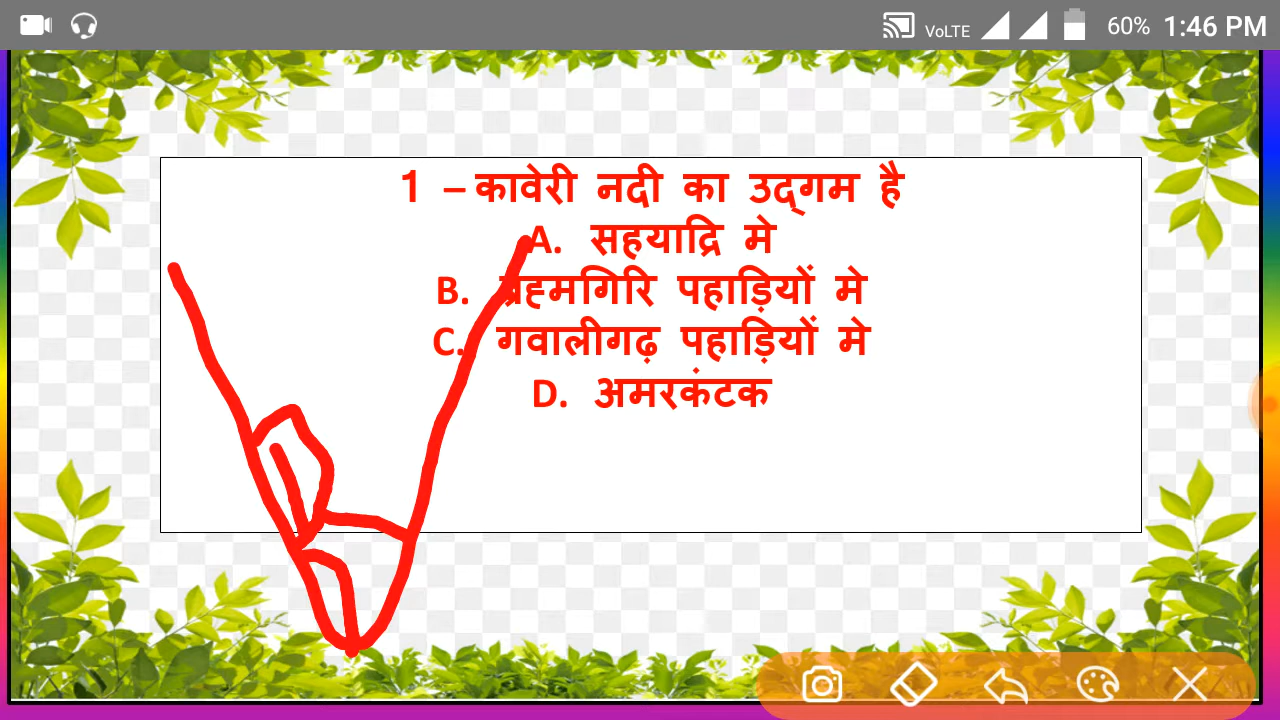 VoLTE 60% 1:46 PM
1 – कावेरी नदी का उद्गम है
A. सहयाद्रि मे
B. ब्रह्मगिरि पहाड़ियों मे
C. गवालीगढ़ पहाड़ियों मे
D. अमरकंटक